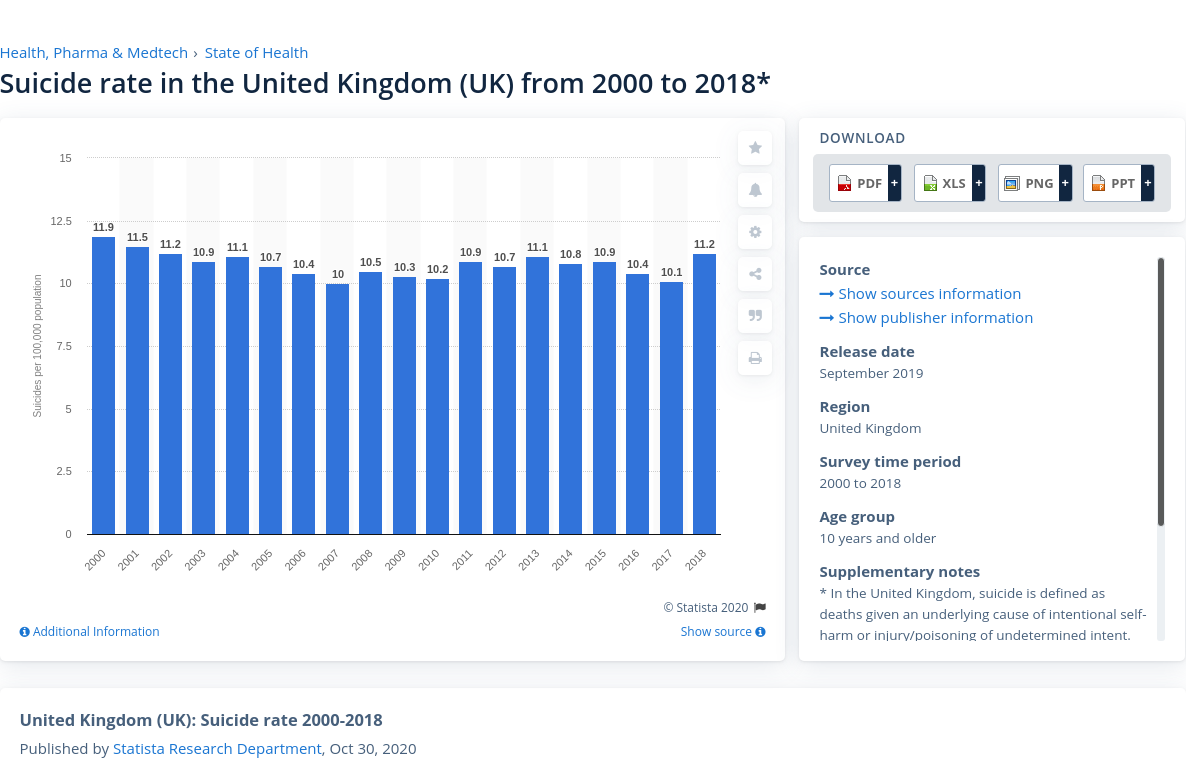 Health, Pharma & Medtech › State of Health
Suicide rate in the United Kingdom (UK) from 2000 to 2018*
15
12.5
10
7.5
5
2.5
0
Suicides per 100,000 population
11.9
11.5
11.2
10.9
11.1
10.7
10.4
10
10.5
10.3
10.2
10.9
10.7
11.1
10.8
10.9
10.4
10.1
11.2
2000
2001
2002
2003
2004
2005
2006
2007
2008
2009
2010
2011
2012
2013
2014
2015
2016
2017
2018
© Statista 2020
Additional Information
Show source
DOWNLOAD
PDF +
XLS +
PNG +
PPT +
Source
Show sources information
Show publisher information
Release date
September 2019
Region
United Kingdom
Survey time period
2000 to 2018
Age group
10 years and older
Supplementary notes
* In the United Kingdom, suicide is defined as
deaths given an underlying cause of intentional self-
harm or injury/poisoning of undetermined intent.
United Kingdom (UK): Suicide rate 2000-2018
Published by Statista Research Department, Oct 30, 2020